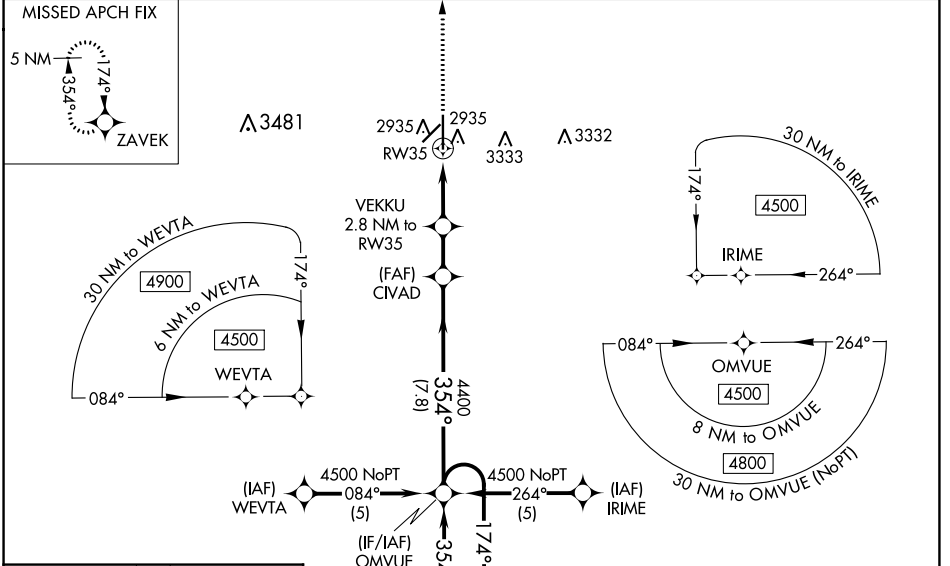 MISSED APCH FIX
5 NM
354°
174°
ZAVEK
3481
2935
2935
RW35
3333
3332
VEKKU
2.8 NM to
RW35
(FAF)
CIVAD
30 NM to WEVTA
4900
6 NM to WEVTA
4500
WEVTA
174°
084°
30 NM to IRIME
4500
174°
IRIME
264°
084°
264°
OMVUE
4500
8 NM to OMVUE
4800
30 NM to OMVUE (NoPT)
4400
354°
(7.8)
(IAF)
WEVTA
4500 NoPT
084°
(5)
4500 NoPT
264°
(5)
(IAF)
IRIME
(IF/IAF)
OMVUE
174°